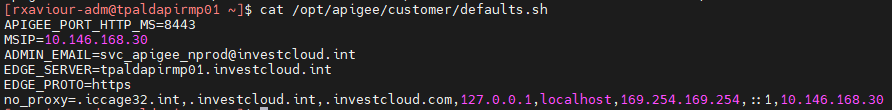 [rxaviour-adm@tpaldapirmp01 ~]$ cat /opt/apigee/customer/defaults.sh
APIGEE_PORT_HTTP_MS=8443
MSIP=10.146.168.30
ADMIN_EMAIL=svc_apigee_nprod@investcloud.int
EDGE_SERVER=tpaldapirmp01.investcloud.int
EDGE_PROTO=https
no_proxy=.iccage32.int,.investcloud.int,.investcloud.com,127.0.0.1,localhost,169.254.169.254,::1,10.146.168.30